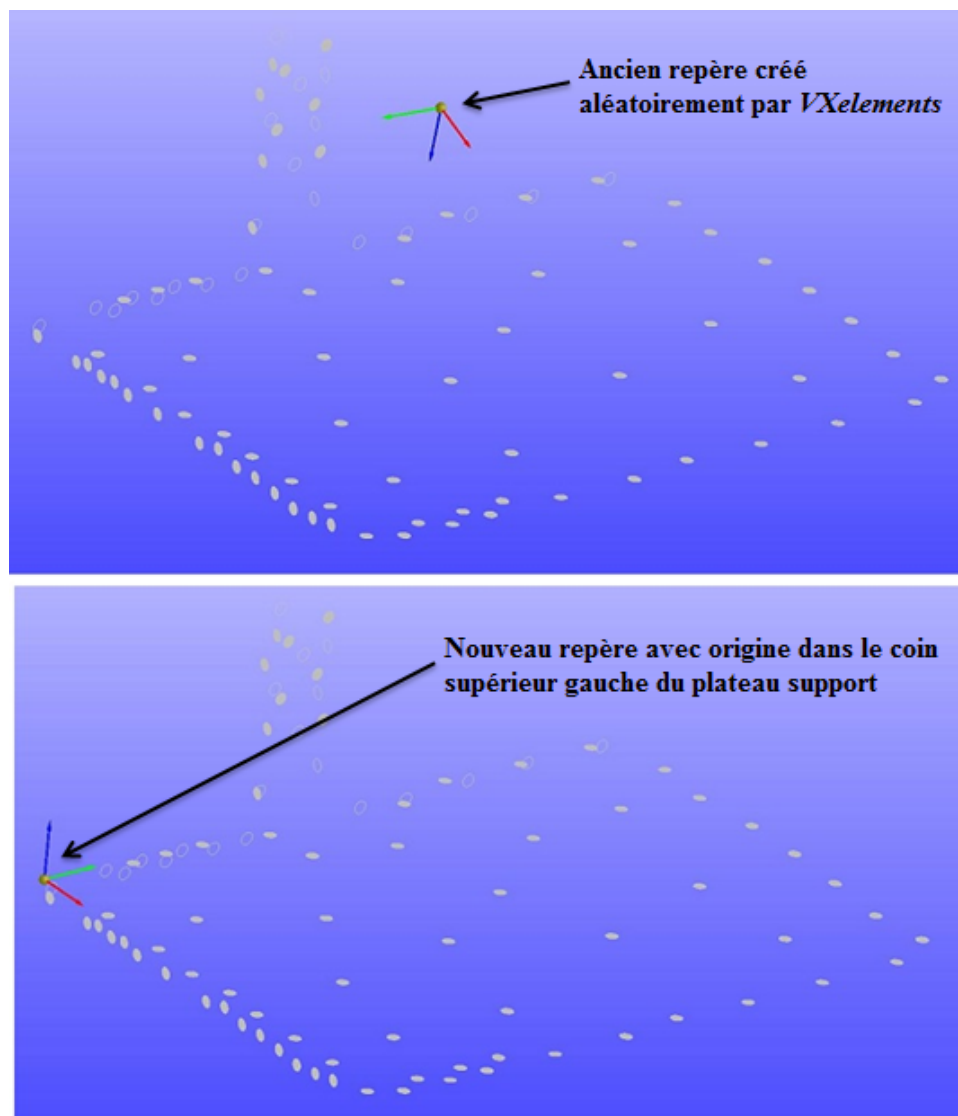 Ancien repère créé
aléatoirement par VXelements
Nouveau repère avec origine dans le coin
supérieur gauche du plateau support